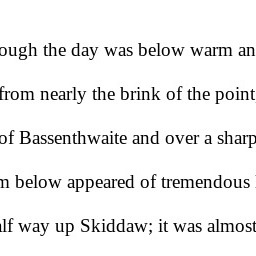 ough the day was below warm an
from nearly the brink of the point
of Bassenthwaite and over a sharp
m below appeared of tremendous
lf way up Skiddaw; it was almost